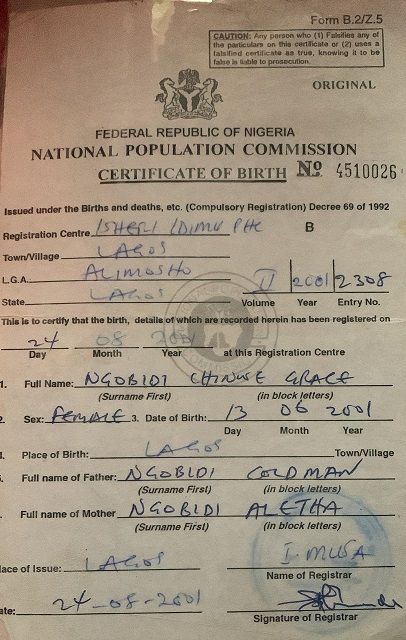 Form B.2/Z.5
CAUTION: Any person who (1) Falsifies any of
the particulars on this certificate or (2) uses a
falsified certificate as true, knowing it to be
false is liable to prosecution.
ORIGINAL
FEDERAL REPUBLIC OF NIGERIA
NATIONAL POPULATION COMMISSION
CERTIFICATE OF BIRTH No 4510026
Issued under the Births and deaths, etc. (Compulsory Registration) Decree 69 of 1992
Registration Centre ISHERI IDIMU PHC B
Town/Village LAGOS
L.G.A. ALIMOSHO II 2001 2308
State LAGOS Volume Year Entry No.
This is to certify that the birth, details of which are recorded herein has been registered on
24 08 2001
Day Month Year at this Registration Centre
1. Full Name: NGOBIDI CHINWE GRACE
(Surname First) (in block letters)
2. Sex: FEMALE 3. Date of Birth: 13 06 2001
Day Month Year
Place of Birth: LAGOS Town/Village
Full name of Father: NGOBIDI COLDMAN
(Surname First) (in block letters)
Full name of Mother NGOBIDI ALETHA
(Surname First) (in block letters)
lace of Issue: LAGOS I. MUSA
Name of Registrar
ate: 24-08-2001
Signature of Registrar